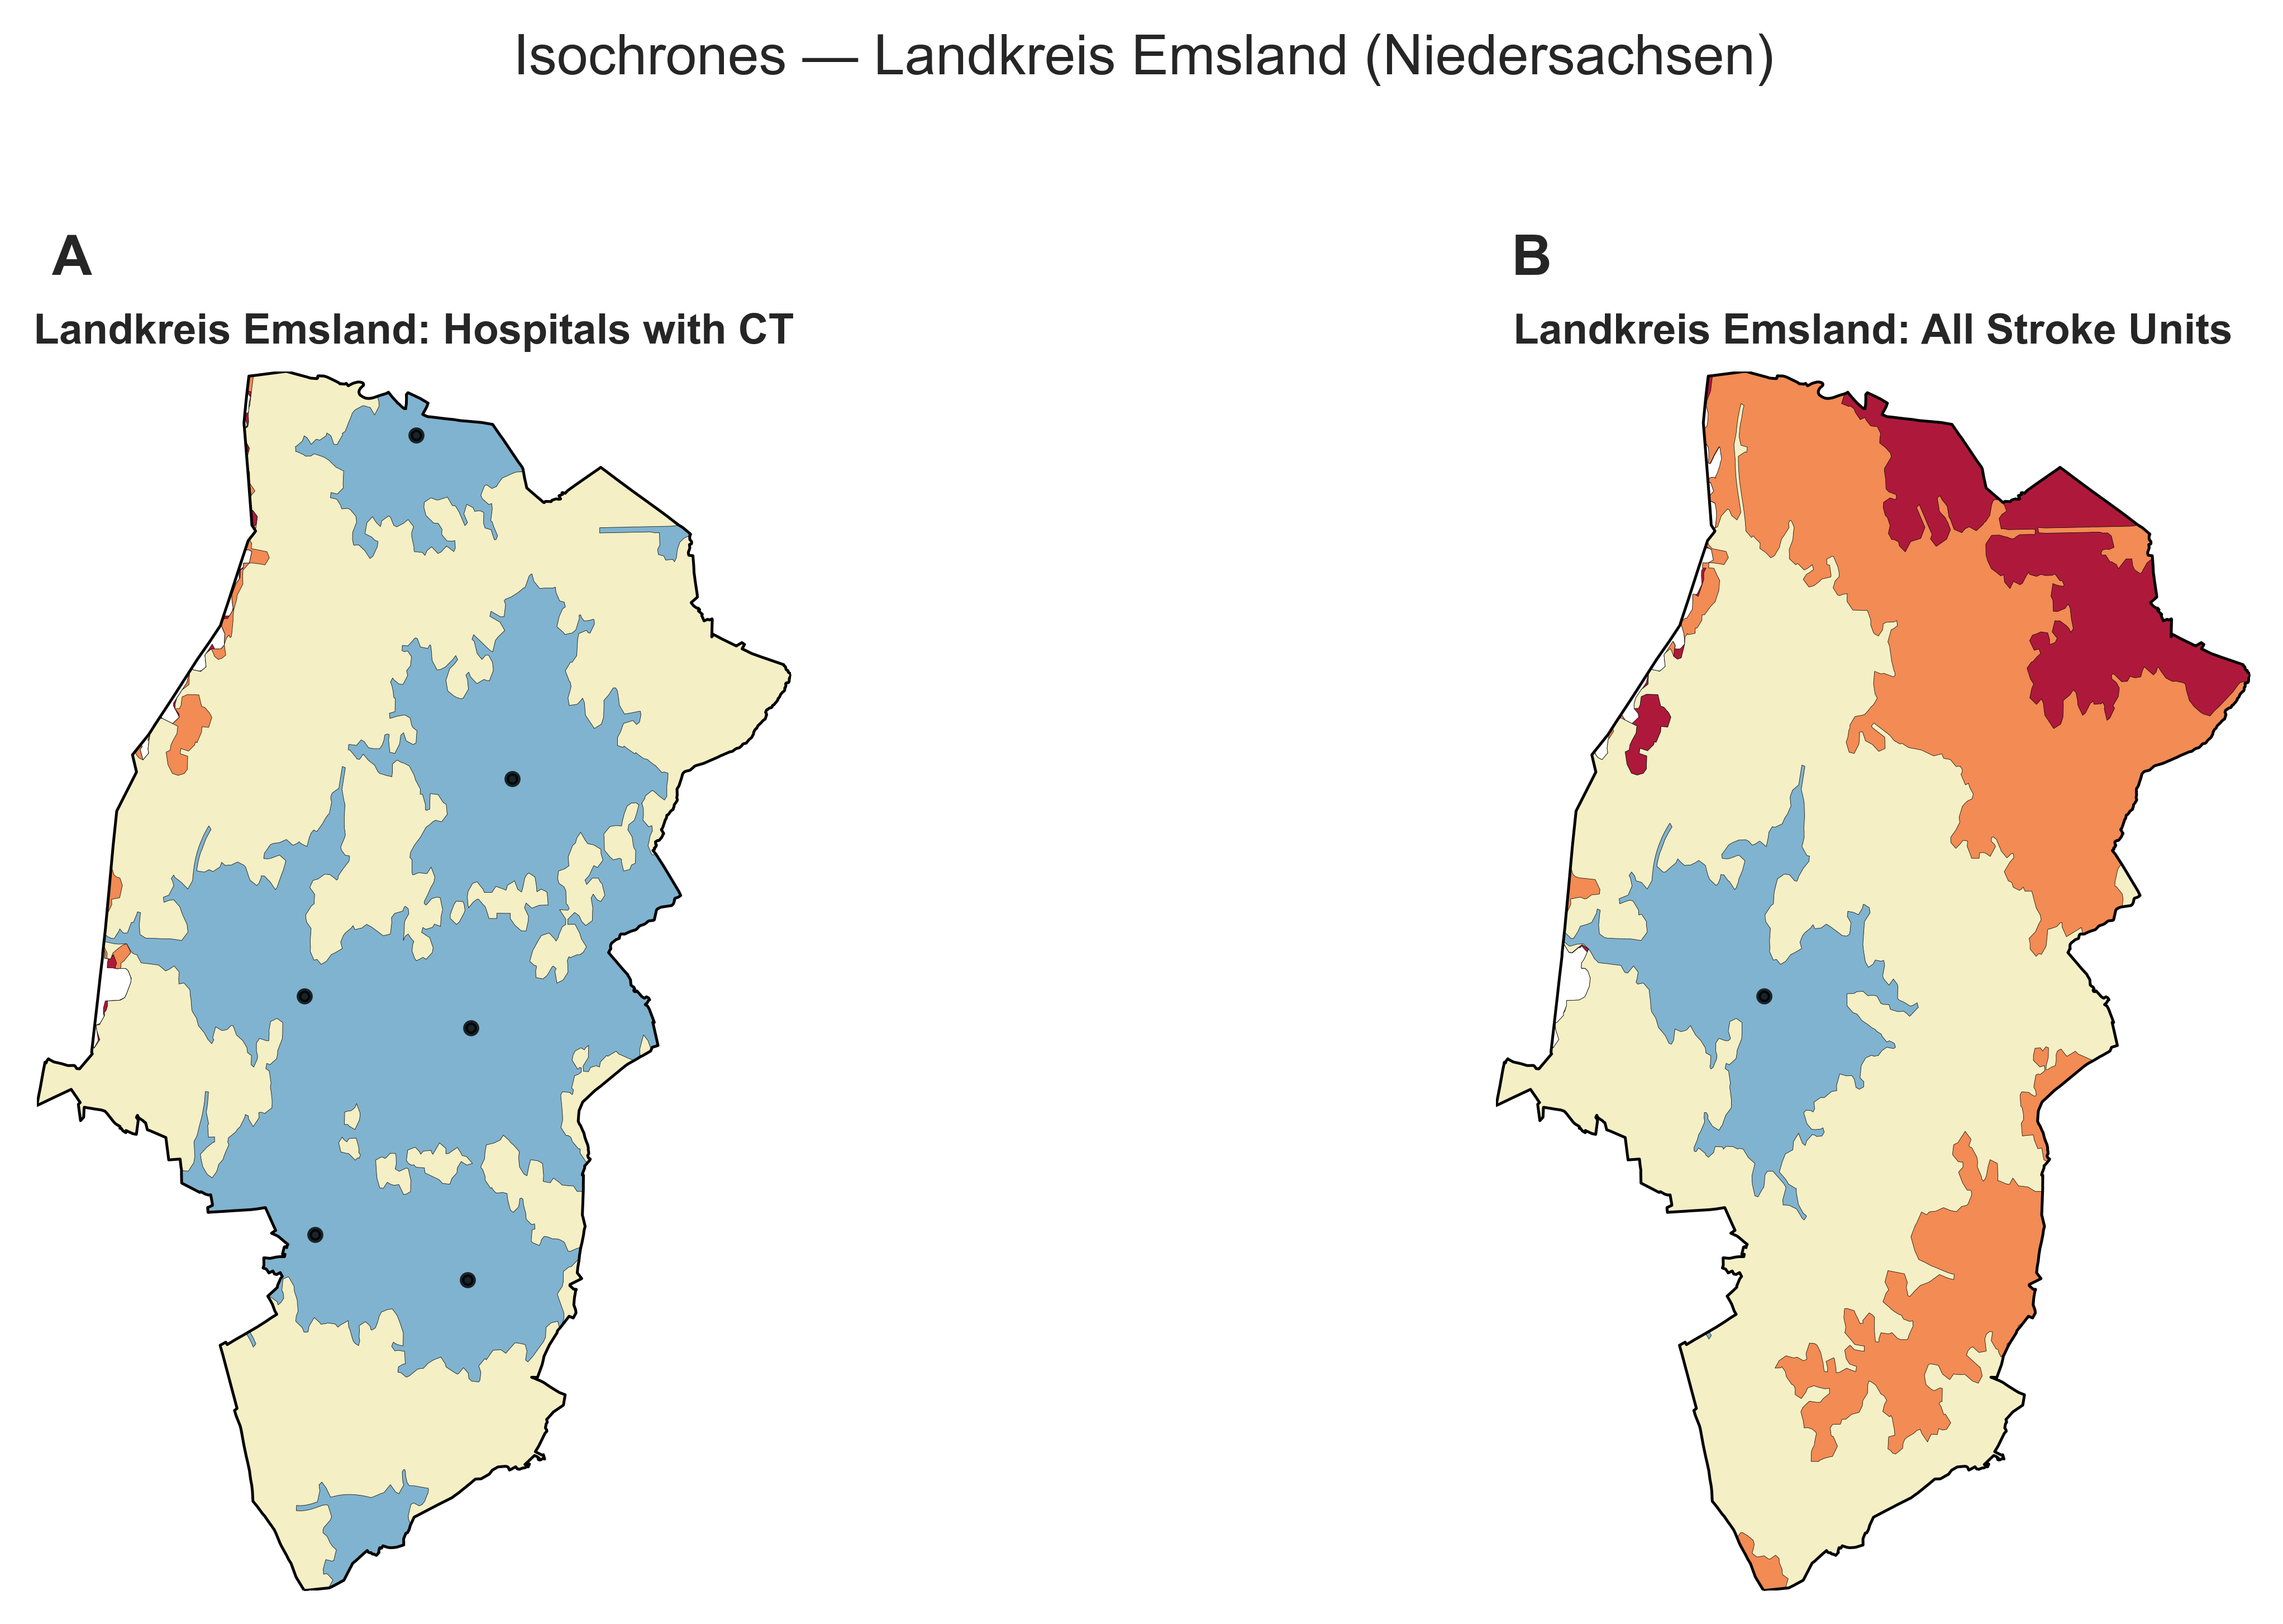 Isochrones — Landkreis Emsland (Niedersachsen)
A
B
Landkreis Emsland: Hospitals with CT
Landkreis Emsland: All Stroke Units